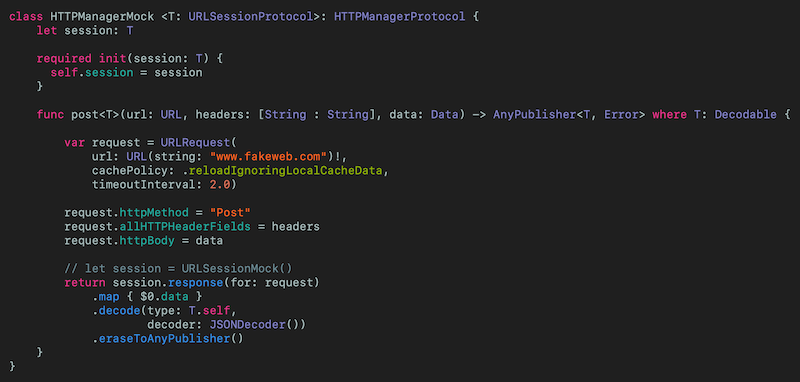 class HTTPManagerMock <T: URLSessionProtocol>: HTTPManagerProtocol {
    let session: T
    required init(session: T) {
      self.session = session
    }
    func post<T>(url: URL, headers: [String : String], data: Data) -> AnyPublisher<T, Error> where T: Decodable {
        var request = URLRequest(
            url: URL(string: "www.fakeweb.com")!,
            cachePolicy: .reloadIgnoringLocalCacheData,
            timeoutInterval: 2.0)
        request.httpMethod = "Post"
        request.allHTTPHeaderFields = headers
        request.httpBody = data
        // let session = URLSessionMock()
        return session.response(for: request)
            .map { $0.data }
            .decode(type: T.self,
                    decoder: JSONDecoder())
            .eraseToAnyPublisher()
    }
}